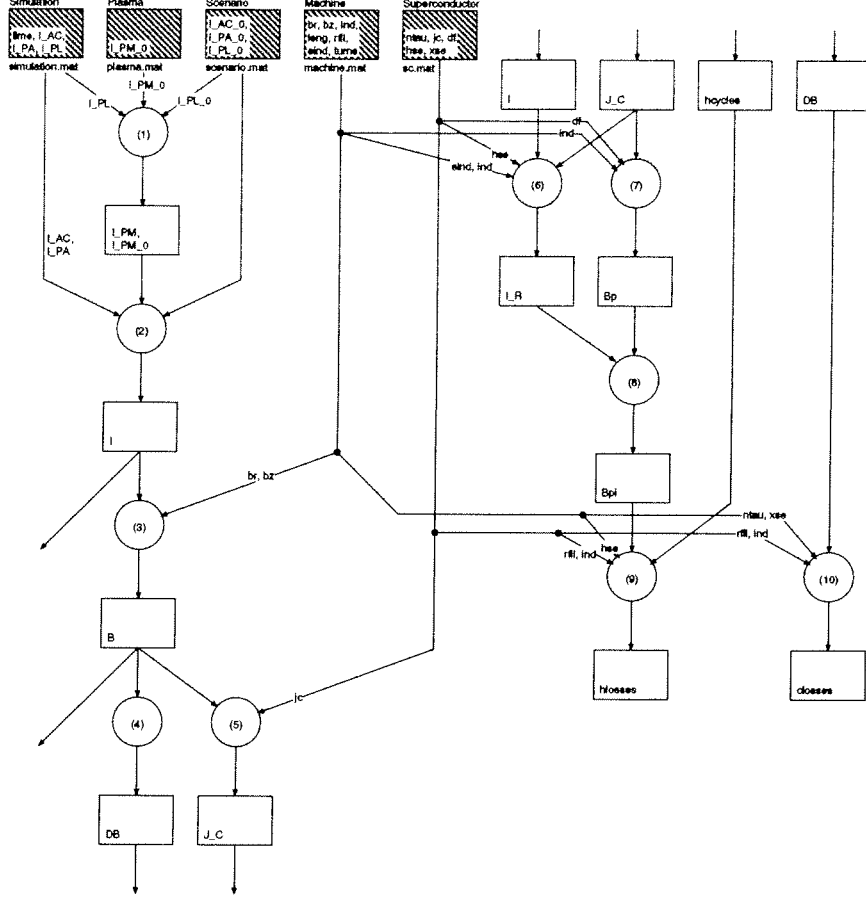 Simulation
Plasma
Scenario
Machine
Superconductor
time, I_AC,
I_PA, I_PL
I_PM_0
I_AC_0,
I_PA_0,
I_PL_0
br, bz, ind,
leng, rfil,
sind, turns
ntau, jc, df,
hse, xse
simulation.mat
plasma.mat
scenario.mat
machine.mat
sc.mat
I_PL
I_PM_0
I_PL_0
(1)
I_PM,
I_PM_0
I_AC,
I_PA
(2)
I
(3)
br, bz
B
(4)
(5)
jc
DB
J_C
I
J_C
hcycles
DB
df
ind
hse
sind, ind
(6)
(7)
I_R
Bp
(8)
Bpi
ntau, xse
rfil, ind
hse
rfil, ind
(9)
(10)
hlosses
closses